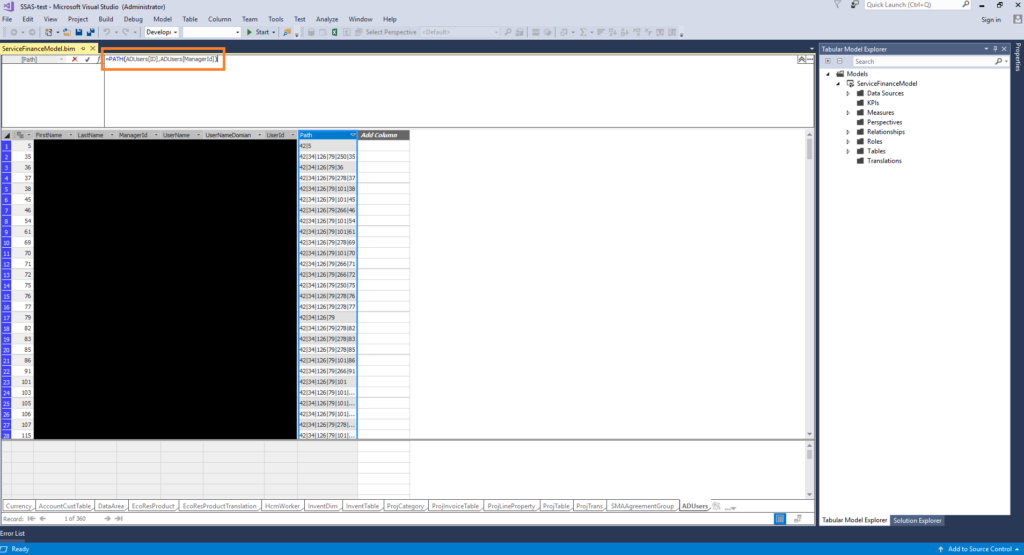 SSAS-test - Microsoft Visual Studio (Administrator)
Quick Launch (Ctrl+Q)
File Edit View Project Build Debug Model Table Column Team Tools Test Analyze Window Help
Sign in
Develop Start Select Perspective <Default>
ServiceFinanceModel.bim
[Path] fx =PATH(ADUsers[ID],ADUsers[ManagerId])
FirstName LastName ManagerId UserName UserNameDomian UserId Path Add Column
1 5 42|5
2 35 42|34|126|79|250|35
3 36 42|34|126|79|36
4 37 42|34|126|79|278|37
5 38 42|34|126|79|101|38
6 45 42|34|126|79|101|45
7 46 42|34|126|79|266|46
8 54 42|34|126|79|101|54
9 61 42|34|126|79|101|61
10 69 42|34|126|79|278|69
11 70 42|34|126|79|101|70
12 71 42|34|126|79|266|71
13 72 42|34|126|79|266|72
14 75 42|34|126|79|250|75
15 76 42|34|126|79|278|76
16 77 42|34|126|79|278|77
17 79 42|34|126|79
18 82 42|34|126|79|278|82
19 83 42|34|126|79|278|83
20 85 42|34|126|79|278|85
21 86 42|34|126|79|101|86
22 91 42|34|126|79|266|91
23 101 42|34|126|79|101
24 103 42|34|126|79|101|...
25 105 42|34|126|79|101|...
26 106 42|34|126|79|101|...
27 107 42|34|126|79|278|...
28 115 42|34|126|79|101|...
Currency AccountCustTable DataArea EcoResProduct EcoResProductTranslation HcmWorker InventDim InventTable ProjCategory ProjInvoiceTable ProjLineProperty ProjTable ProjTrans SMAAgreementGroup ADUsers
Record: 1 of 360
Tabular Model Explorer
Search
Models
ServiceFinanceModel
Data Sources
KPIs
Measures
Perspectives
Relationships
Roles
Tables
Translations
Tabular Model Explorer Solution Explorer
Properties
Error List
Ready
Add to Source Control